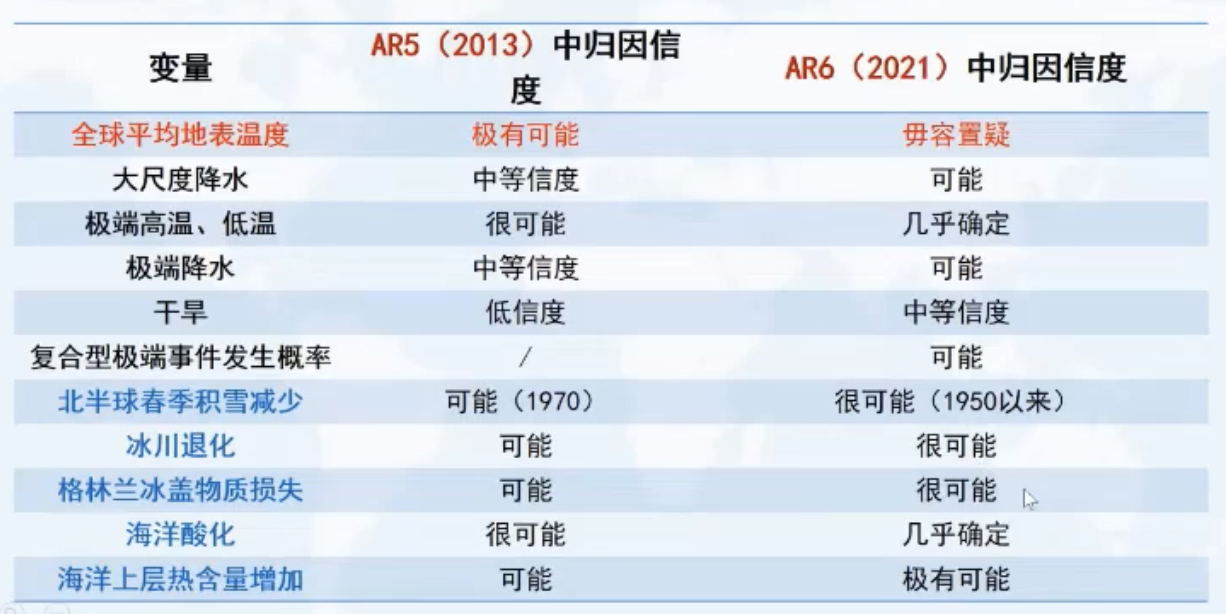 变量 AR5（2013）中归因信度 AR6（2021）中归因信度
全球平均地表温度 极有可能 毋容置疑
大尺度降水 中等信度 可能
极端高温、低温 很可能 几乎确定
极端降水 中等信度 可能
干旱 低信度 中等信度
复合型极端事件发生概率 / 可能
北半球春季积雪减少 可能（1970） 很可能（1950以来）
冰川退化 可能 很可能
格林兰冰盖物质损失 可能 很可能
海洋酸化 很可能 几乎确定
海洋上层热含量增加 可能 极有可能